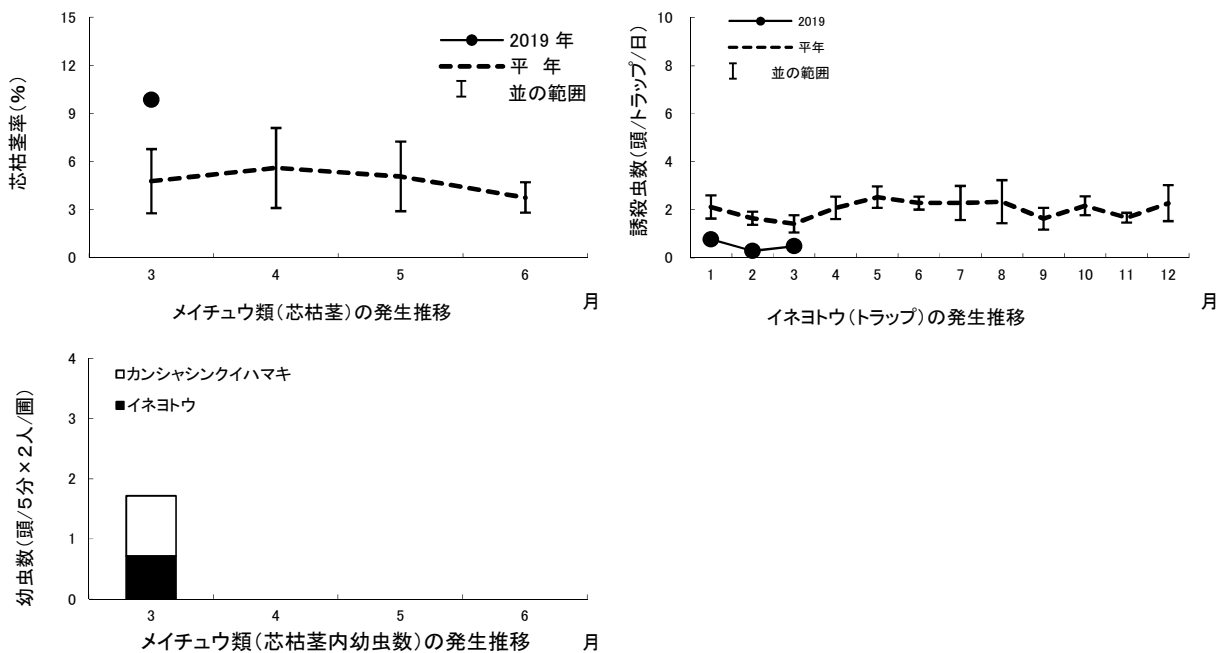 芯枯茎率(%)
15
12
9
6
3
0
2019 年
平 年
並の範囲
3 4 5 6
月
メイチュウ類(芯枯茎)の発生推移
誘殺虫数(頭/トラップ/日)
10
8
6
4
2
0
2019
平年
並の範囲
1 2 3 4 5 6 7 8 9 10 11 12
月
イネヨトウ(トラップ)の発生推移
幼虫数(頭/5分×2人/圃)
4
3
2
1
0
カンシャシンクイハマキ
イネヨトウ
3 4 5 6
メイチュウ類(芯枯茎内幼虫数)の発生推移
月